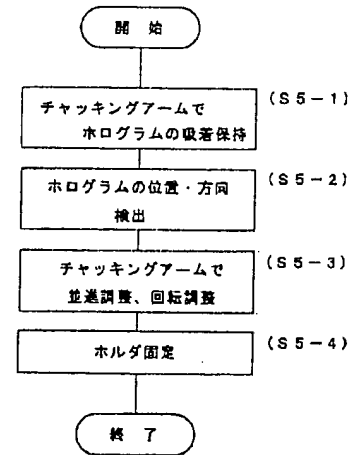 開 始
(S5-1)
チャッキングアームで
ホログラムの吸着保持
(S5-2)
ホログラムの位置・方向
検出
(S5-3)
チャッキングアームで
並進調整、回転調整
(S5-4)
ホルダ固定
終 了